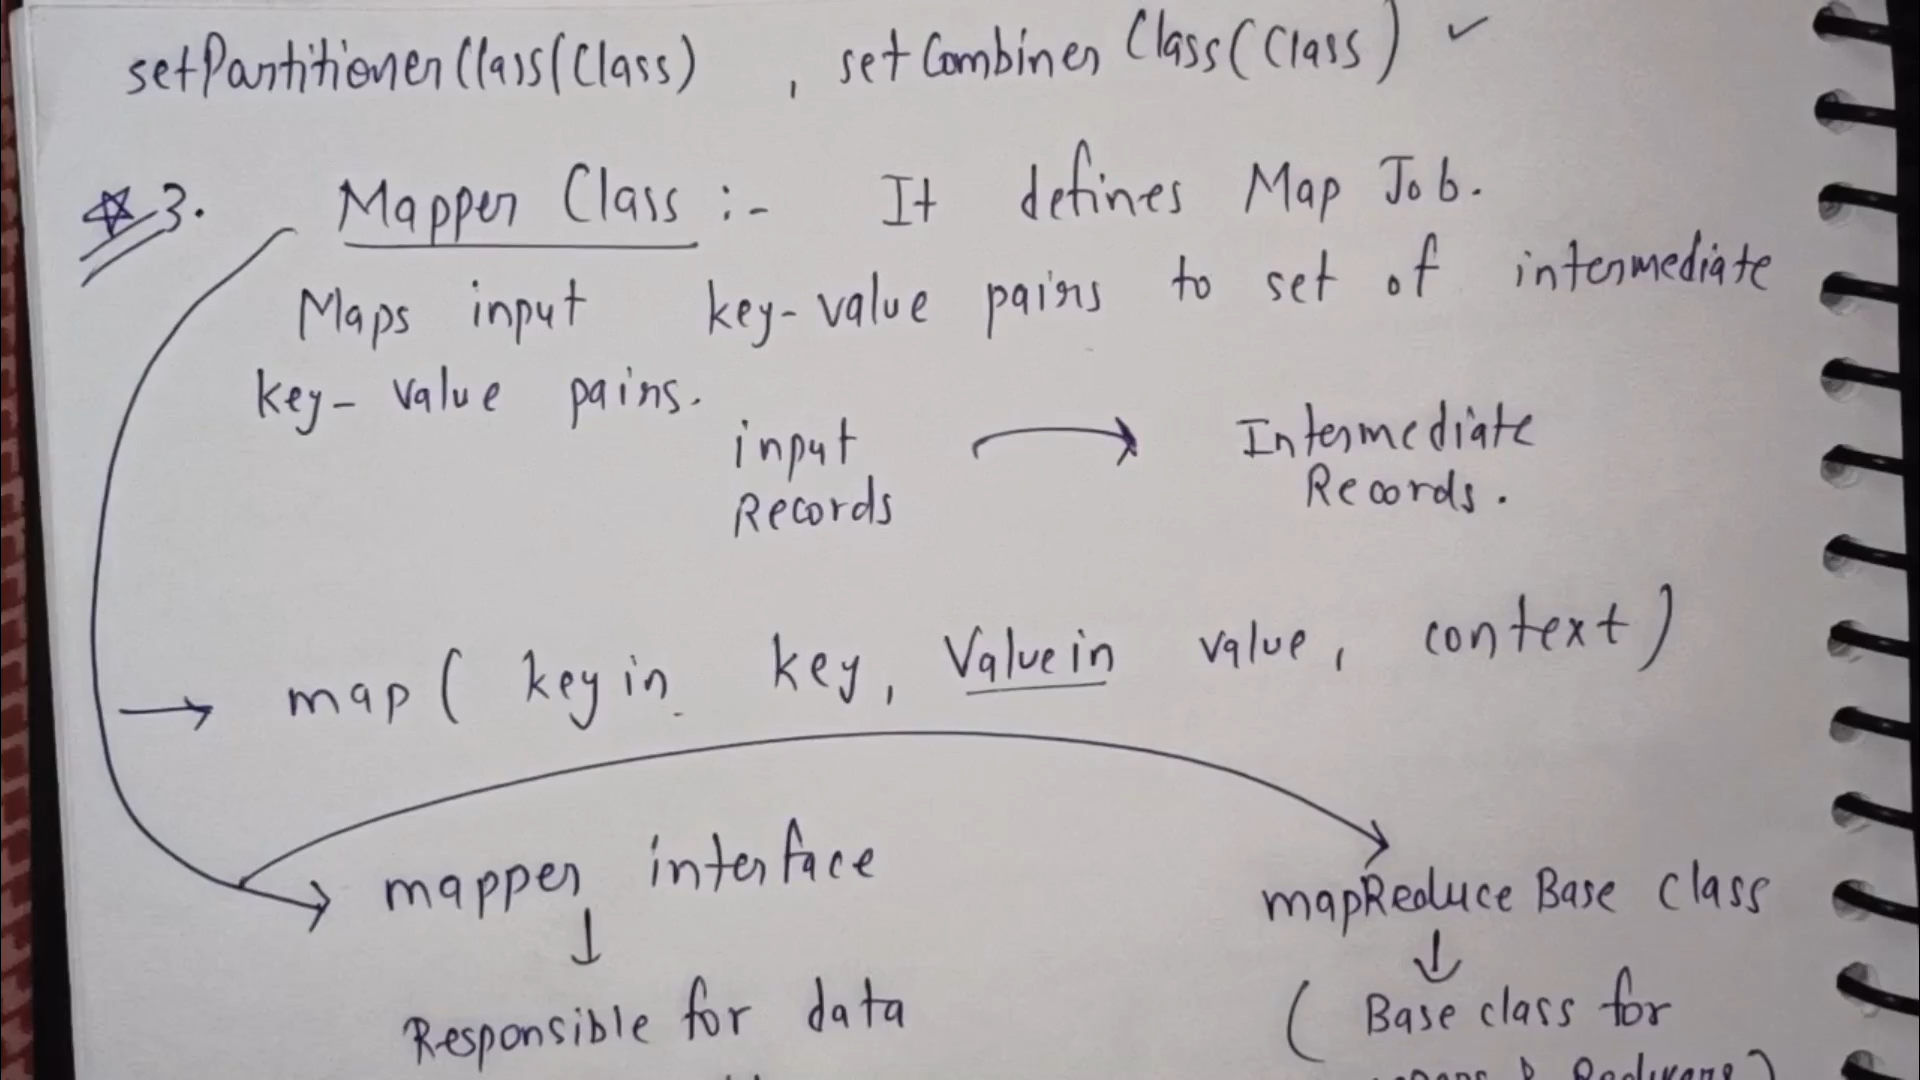 setPartitionerClass(Class) , setCombinerClass(Class) ✓
3. Mapper Class :- It defines Map Job.
Maps input key-value pairs to set of intermediate
key-value pairs.
input Records → Intermediate Records.
→ map ( keyin key, Valuein value, context )
mapper interface
mapReduce Base Class
↓ ↓
Responsible for data
( Base class for
& Reducers )